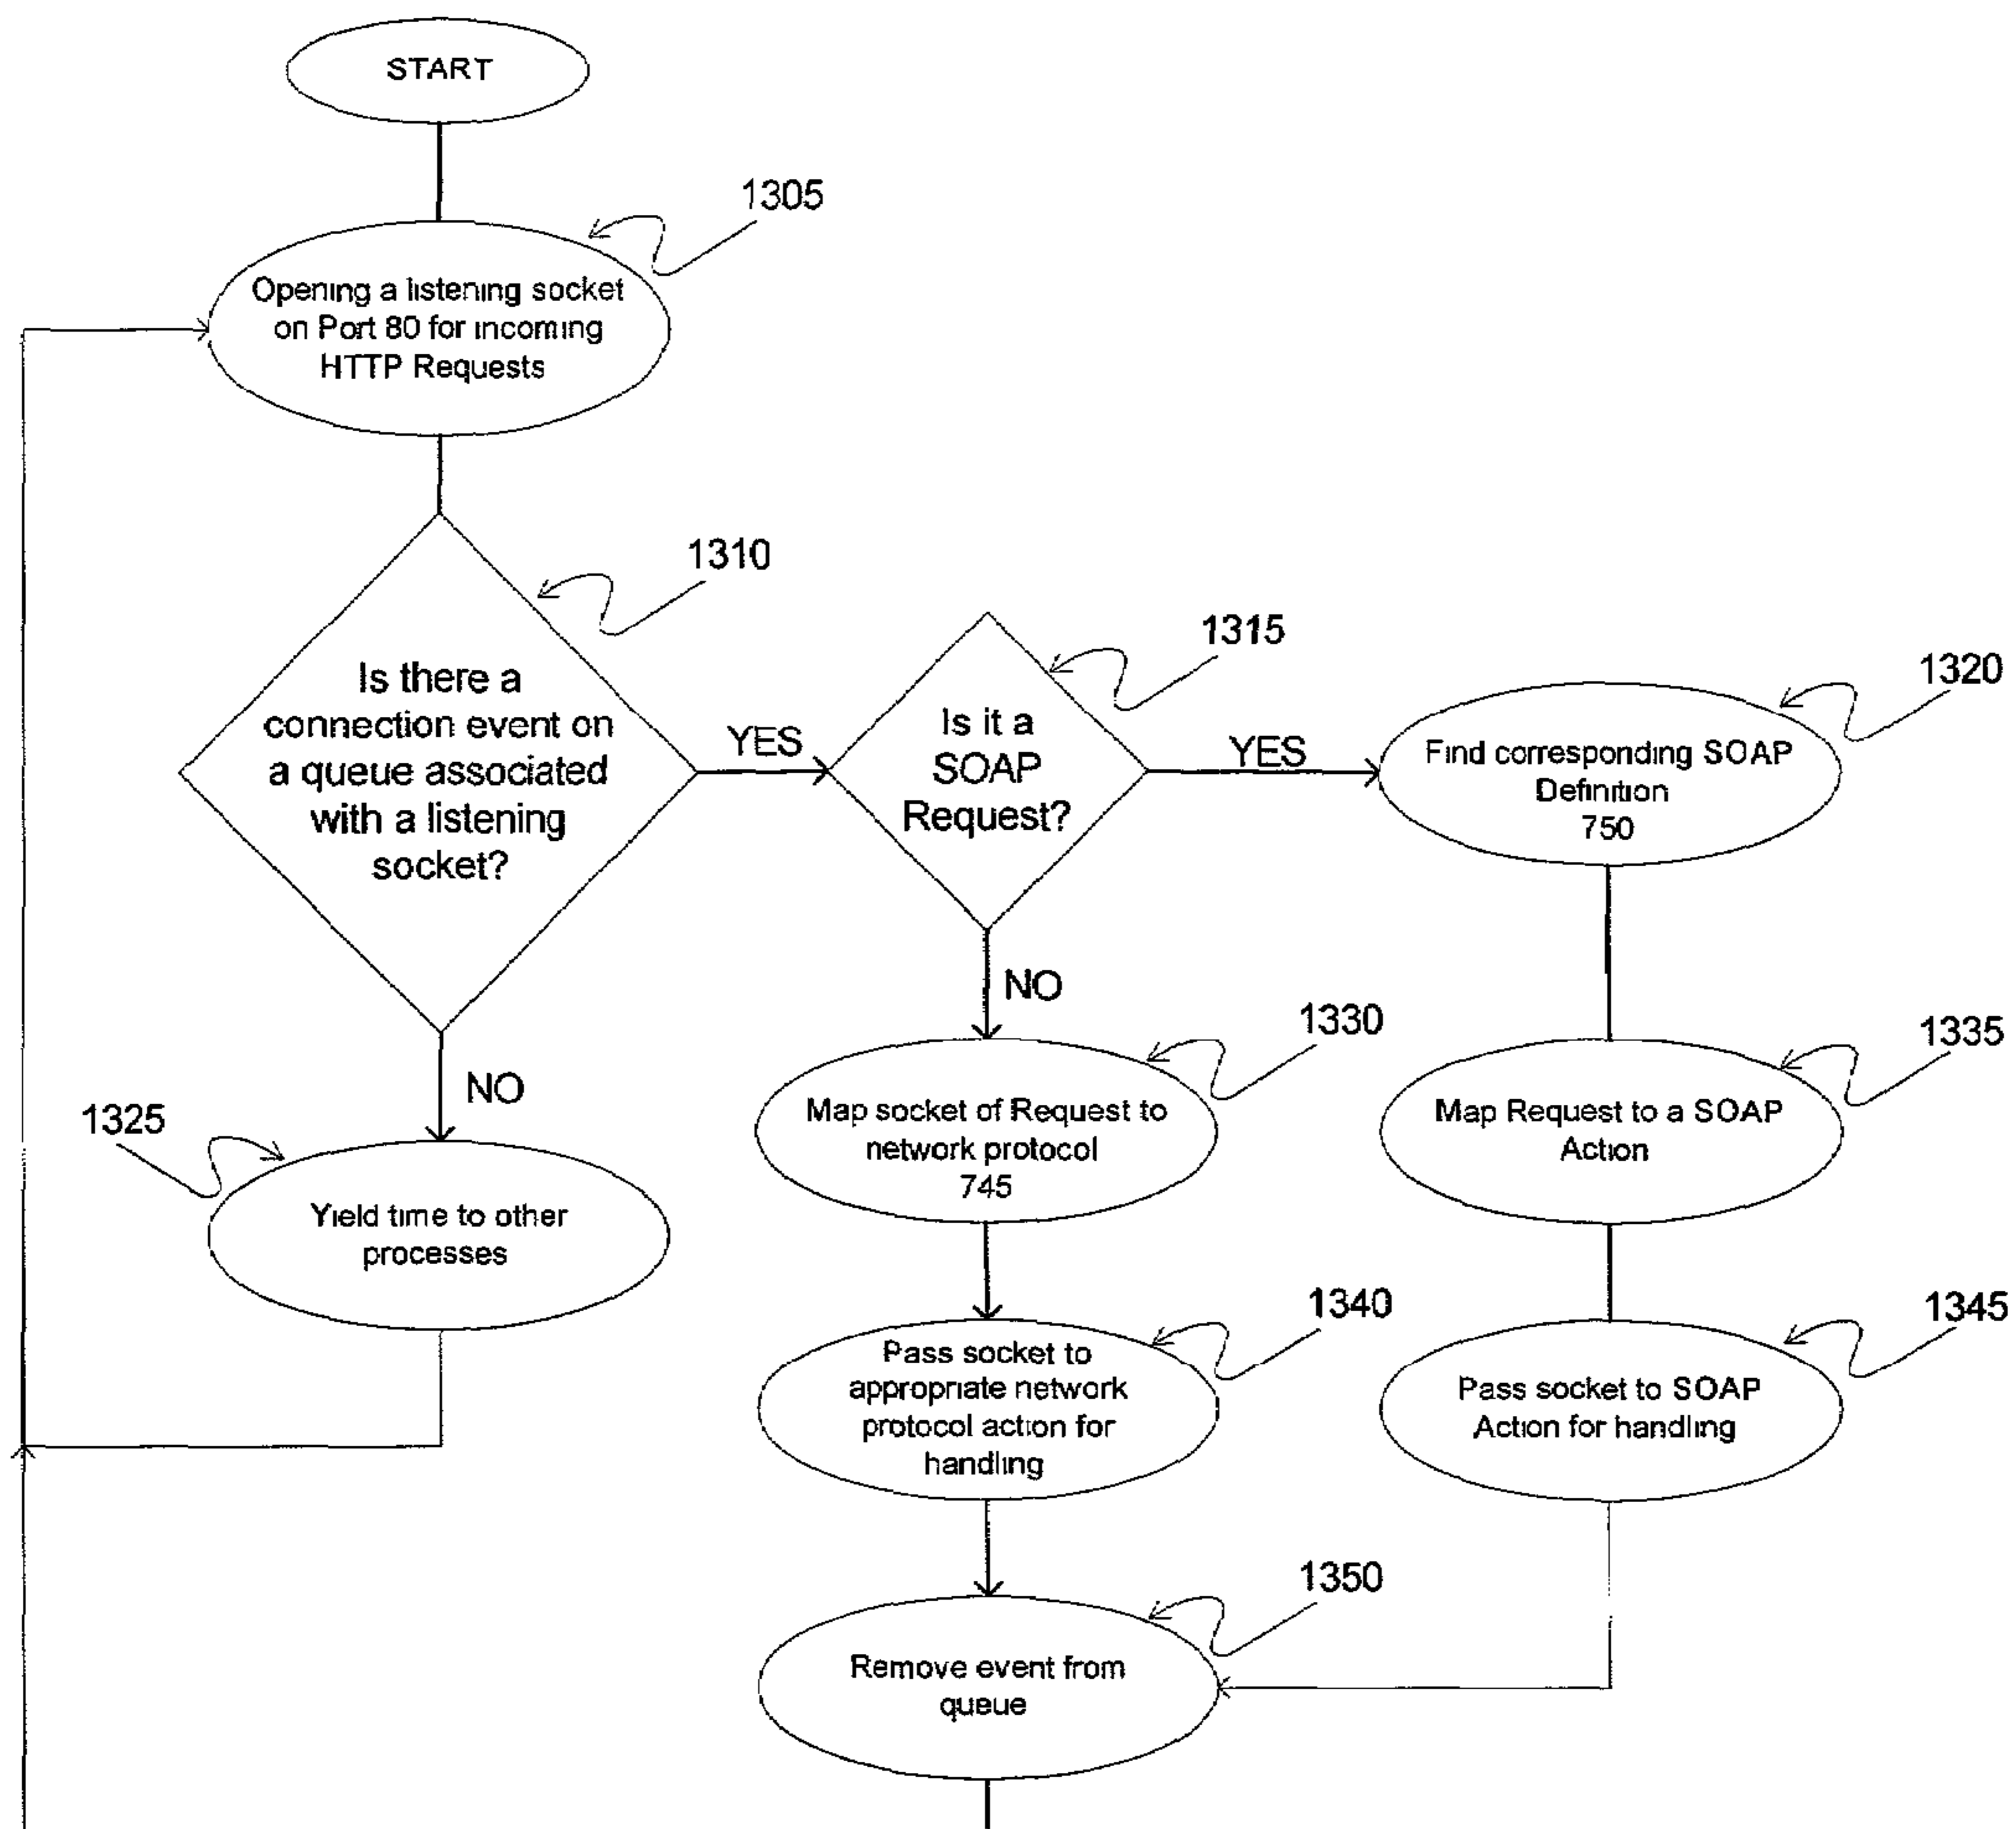 START
1305
Opening a listening socket
on Port 80 for incoming
HTTP Requests
1310
Is there a
connection event on
a queue associated
with a listening
socket?
YES
1315
Is it a
SOAP
Request?
YES
1320
Find corresponding SOAP
Definition
750
NO
1325
Yield time to other
processes
NO
1330
Map socket of Request to
network protocol
745
1335
Map Request to a SOAP
Action
1340
Pass socket to
appropriate network
protocol action for
handling
1345
Pass socket to SOAP
Action for handling
1350
Remove event from
queue